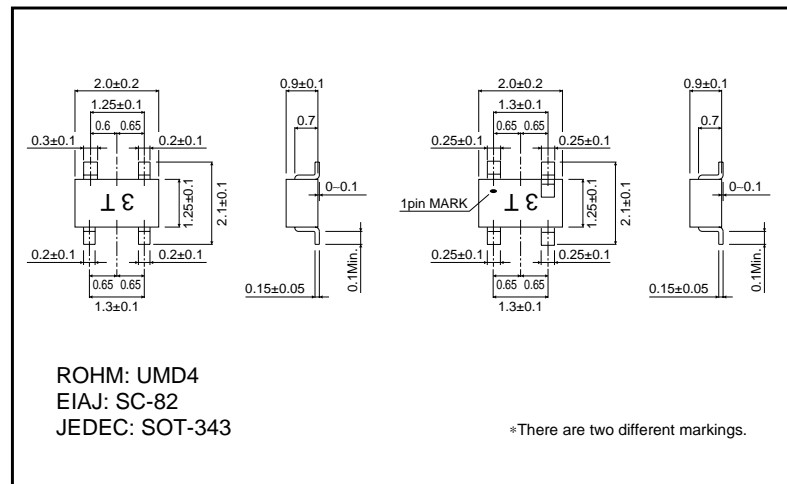 2.0±0.2
1.25±0.1
0.6 0.65
0.3±0.1 0.2±0.1
3 T
1.25±0.1
2.1±0.1
0.2±0.1 0.2±0.1
0.65 0.65
1.3±0.1
0.9±0.1
0.7
0~0.1
0.1Min.
0.15±0.05
2.0±0.2
1.3±0.1
0.65 0.65
0.25±0.1 0.25±0.1
1pin MARK
3 T
1.25±0.1
2.1±0.1
0.25±0.1 0.25±0.1
0.65 0.65
1.3±0.1
0.9±0.1
0.7
0~0.1
0.1Min.
0.15±0.05
ROHM: UMD4
EIAJ: SC-82
JEDEC: SOT-343
*There are two different markings.